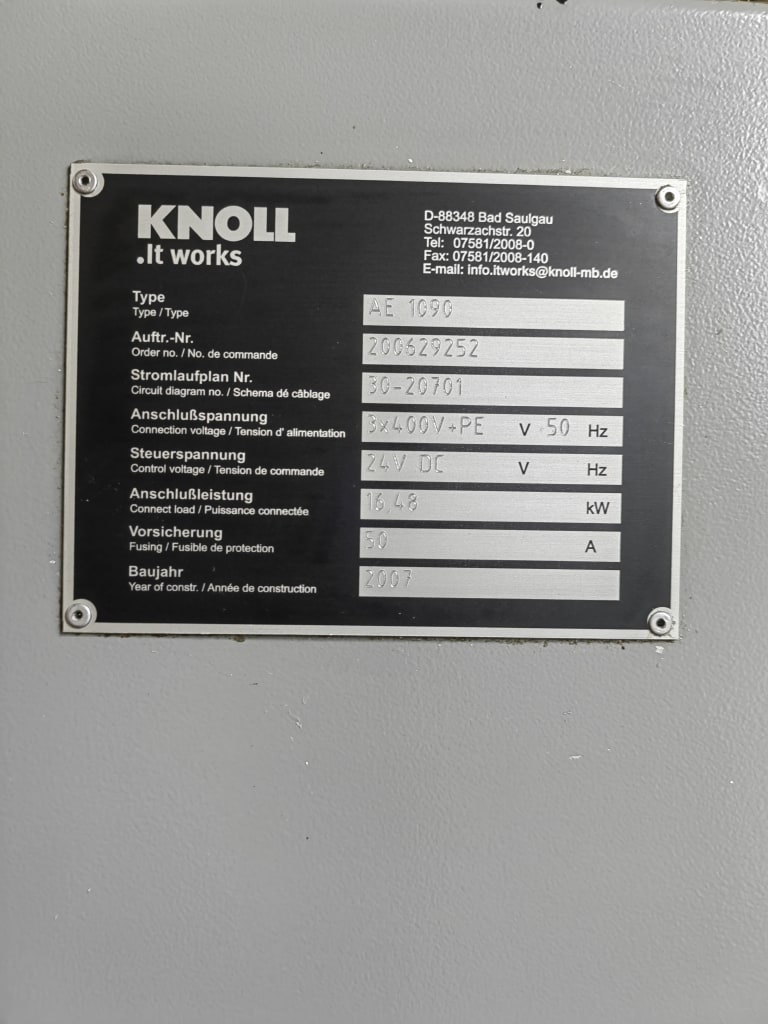 KNOLL
.It works
D-88348 Bad Saulgau
Schwarzachstr. 20
Tel: 07581/2008-0
Fax: 07581/2008-140
E-mail: info.itworks@knoll-mb.de
Type AE 1090
Type / Type
Auftr.-Nr. 200629252
Order no. / No. de commande
Stromlaufplan Nr. 30-20701
Circuit diagram no. / Schema dé câblage
Anschlußspannung 3x400V+PE V 50 Hz
Connection voltage / Tension d' alimentation
Steuerspannung 24V DC V Hz
Control voltage / Tension de commande
Anschlußleistung 16,48 kW
Connect load / Puissance connectée
Vorsicherung 50 A
Fusing / Fusible de protection
Baujahr 2007
Year of constr. / Année de construction